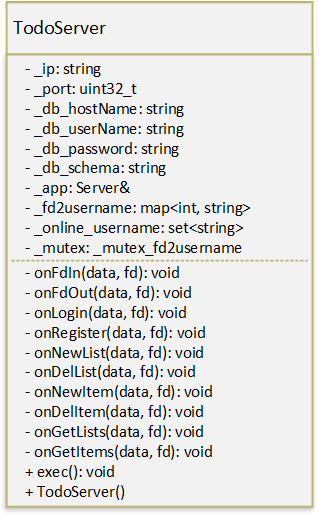 TodoServer
- _ip: string
- _port: uint32_t
- _db_hostName: string
- _db_userName: string
- _db_password: string
- _db_schema: string
- _app: Server&
- _fd2username: map<int, string>
- _online_username: set<string>
- _mutex: _mutex_fd2username
- onFdIn(data, fd): void
- onFdOut(data, fd): void
- onLogin(data, fd): void
- onRegister(data, fd): void
- onNewList(data, fd): void
- onDelList(data, fd): void
- onNewItem(data, fd): void
- onDelItem(data, fd): void
- onGetLists(data, fd): void
- onGetItems(data, fd): void
+ exec(): void
+ TodoServer()